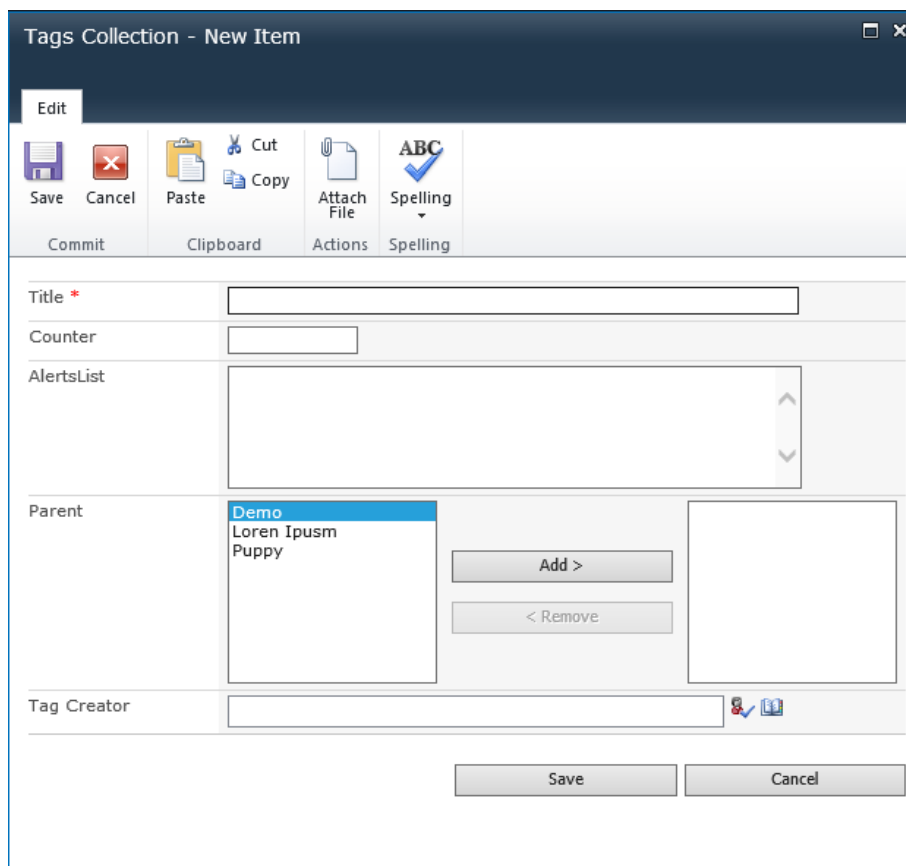 Tags Collection - New Item
Edit
Save
Cancel
Paste
Cut
Copy
Attach File
ABC
Spelling
Commit
Clipboard
Actions
Spelling
Title *
Counter
AlertsList
Parent
Demo
Loren Ipusm
Puppy
Add >
< Remove
Tag Creator
Save
Cancel